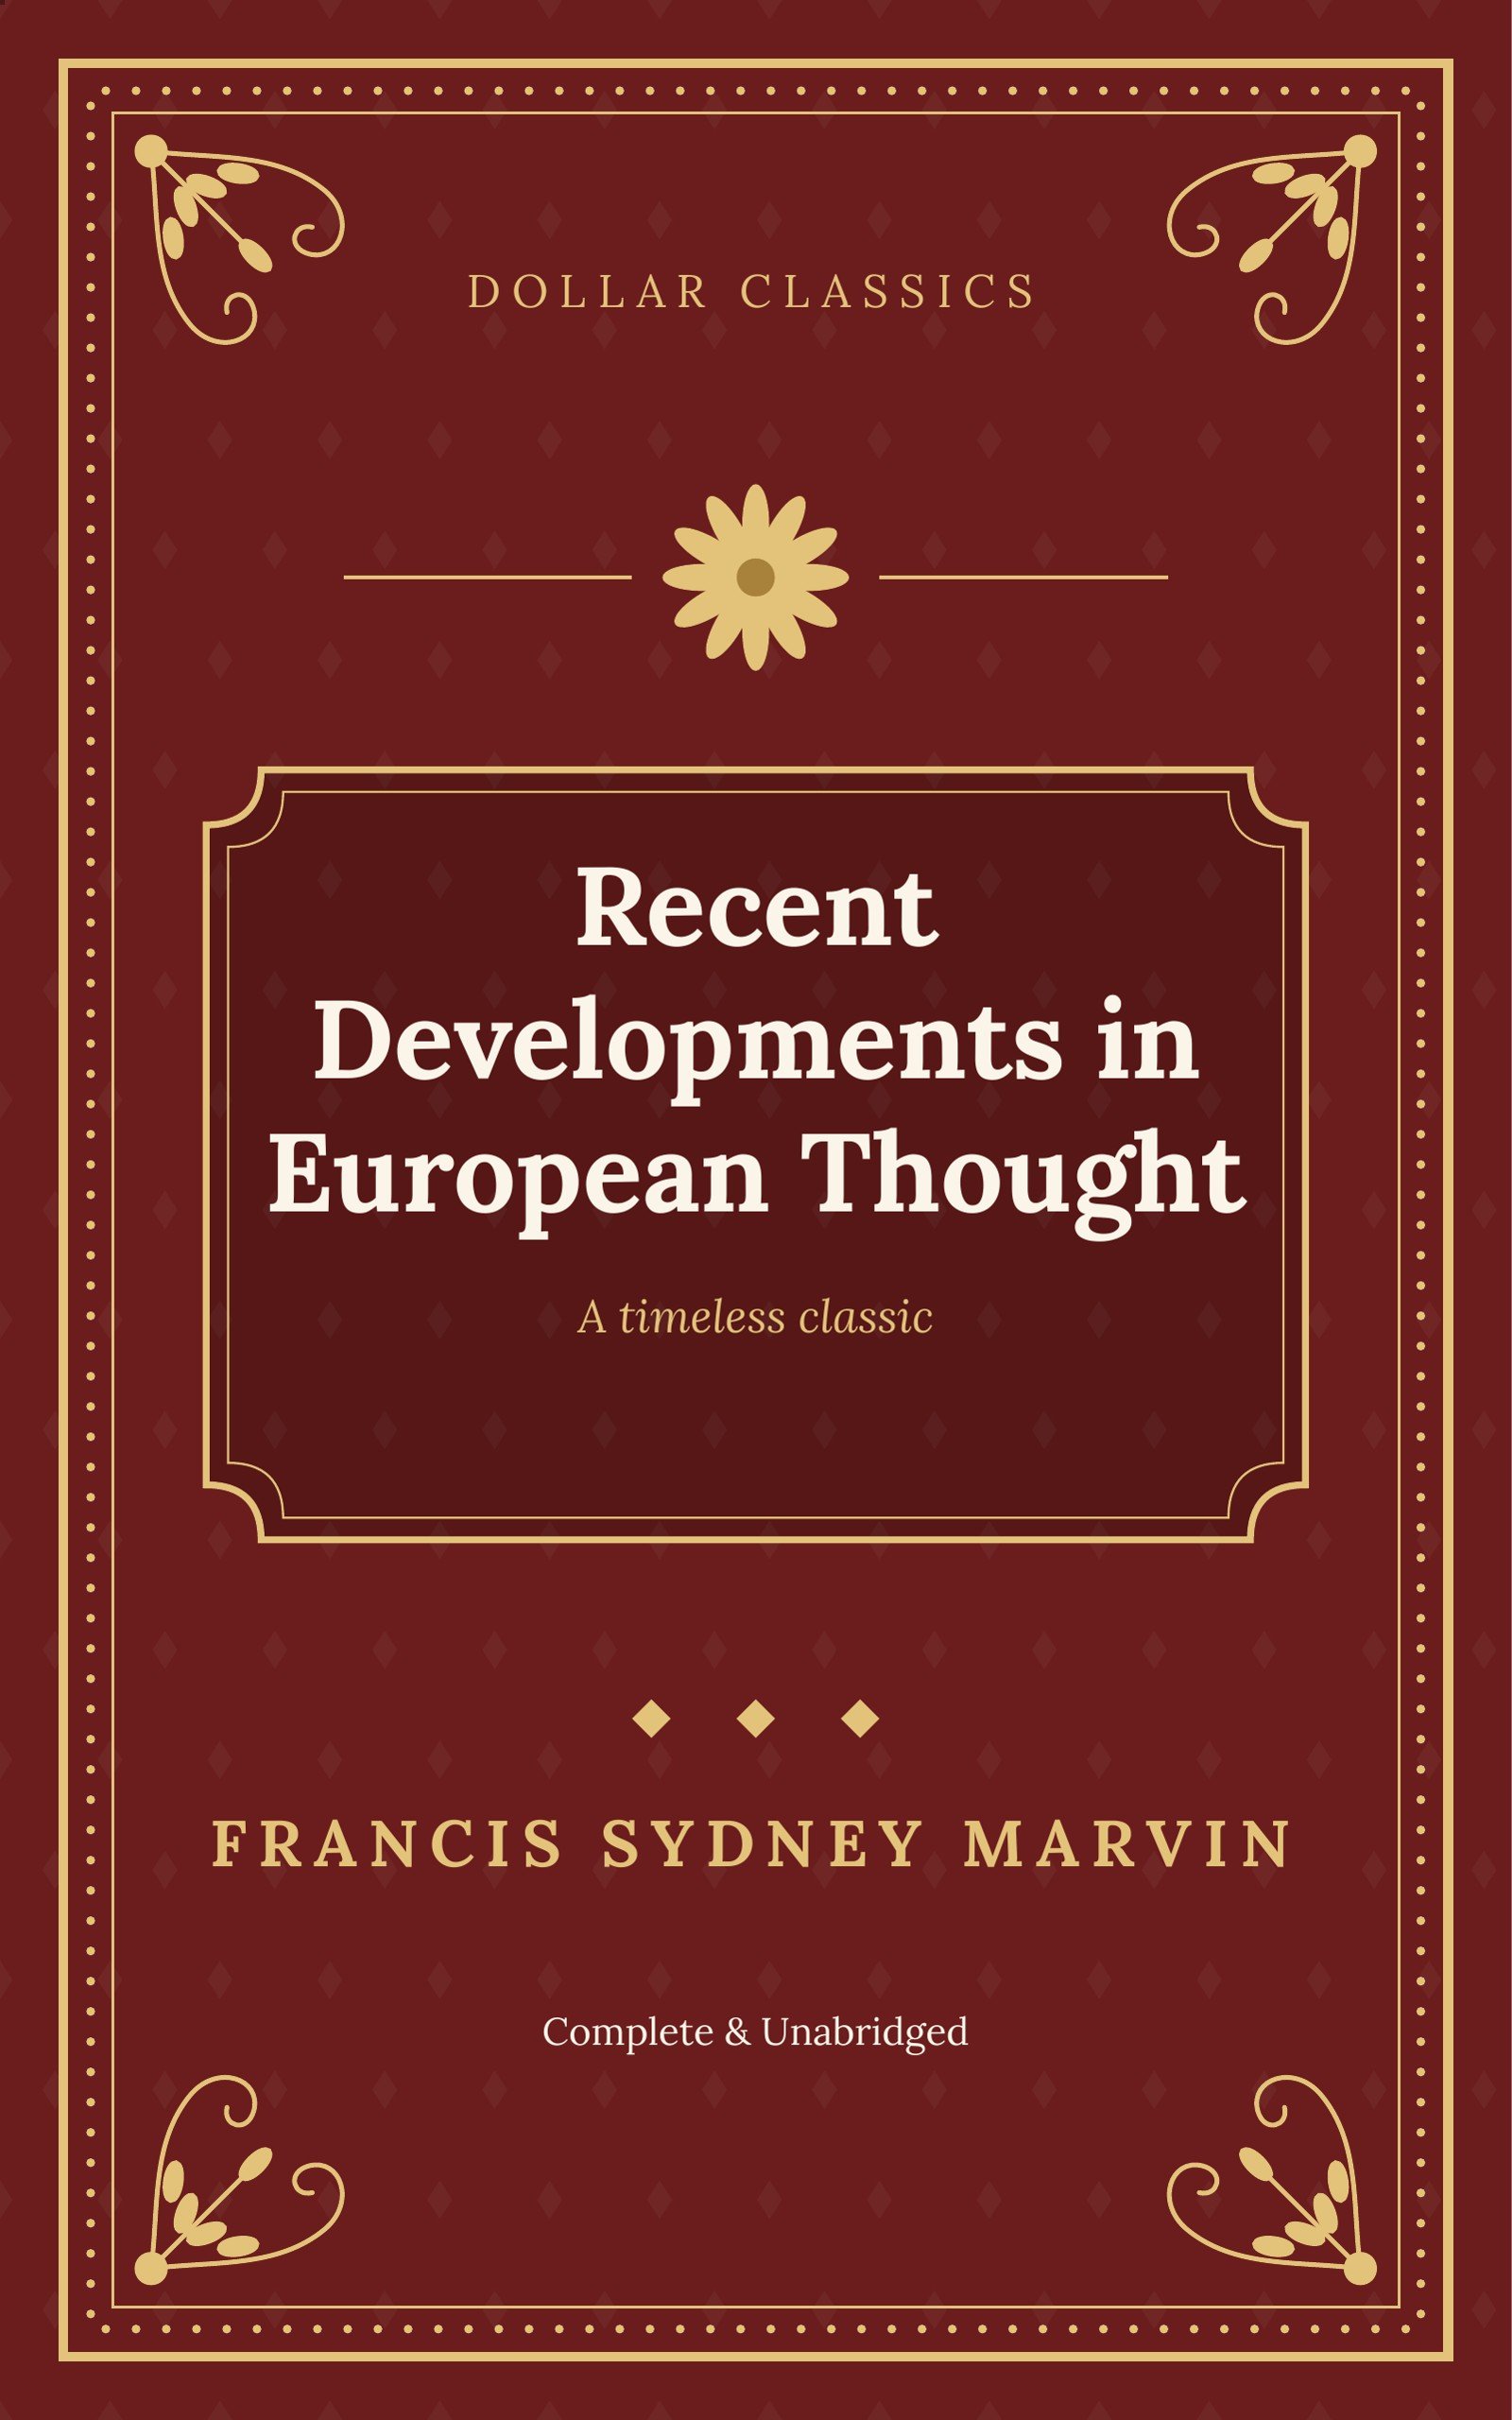 DOLLAR CLASSICS
Recent
Developments in
European Thought
A timeless classic
FRANCIS SYDNEY MARVIN
Complete & Unabridged